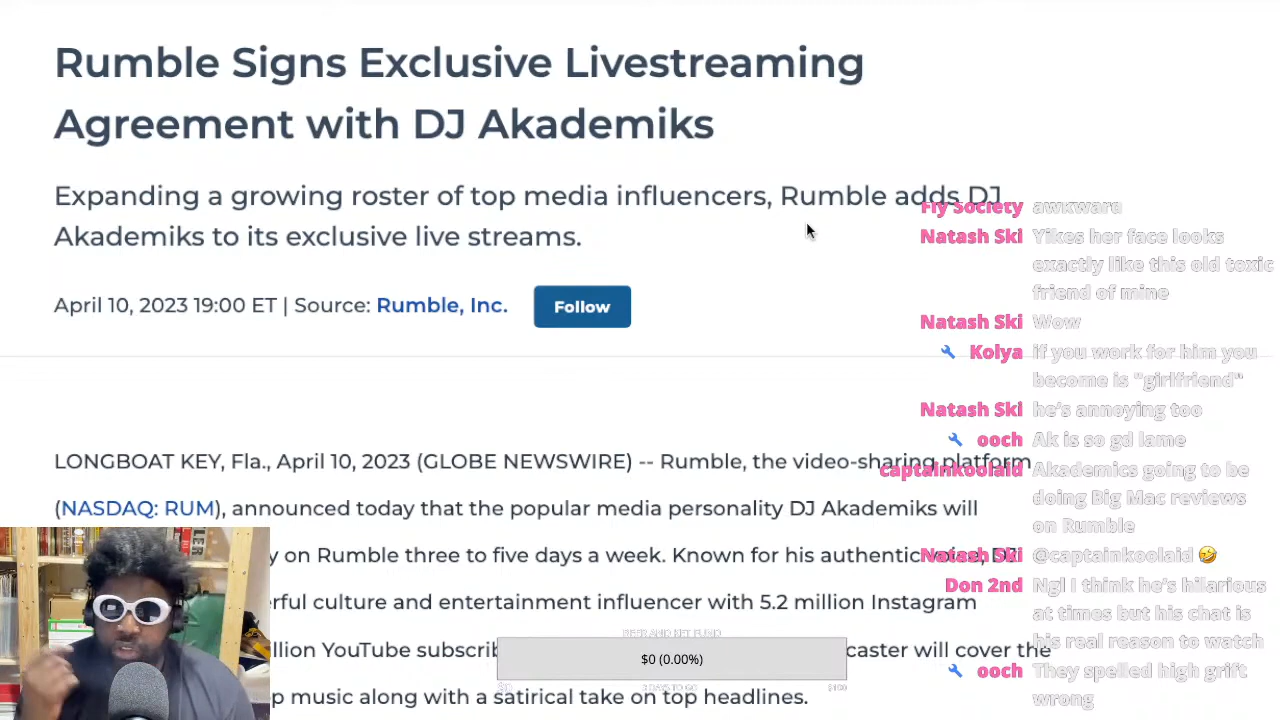 Rumble Signs Exclusive Livestreaming
Agreement with DJ Akademiks
Expanding a growing roster of top media influencers, Rumble adds DJ
Akademiks to its exclusive live streams.
April 10, 2023 19:00 ET | Source: Rumble, Inc.
Follow
LONGBOAT KEY, Fla., April 10, 2023 (GLOBE NEWSWIRE) -- Rumble, the video-sharing platform
(NASDAQ: RUM), announced today that the popular media personality DJ Akademiks will
y on Rumble three to five days a week. Known for his authentic voice, DJ
rful culture and entertainment influencer with 5.2 million Instagram
llion YouTube subscrib caster will cover the
p music along with a satirical take on top headlines.
Fly Society awkward
Natash Ski Yikes her face looks
exactly like this old toxic
friend of mine
Natash Ski Wow
Kolya if you work for him you
become is "girlfriend"
Natash Ski he's annoying too
ooch Ak is so gd lame
captainkoolaid Akademics going to be
doing Big Mac reviews
on Rumble
Natash Ski @captainkoolaid 🤣
Don 2nd Ngl I think he's hilarious
at times but his chat is
his real reason to watch
ooch They spelled high grift
wrong
$0 (0.00%)